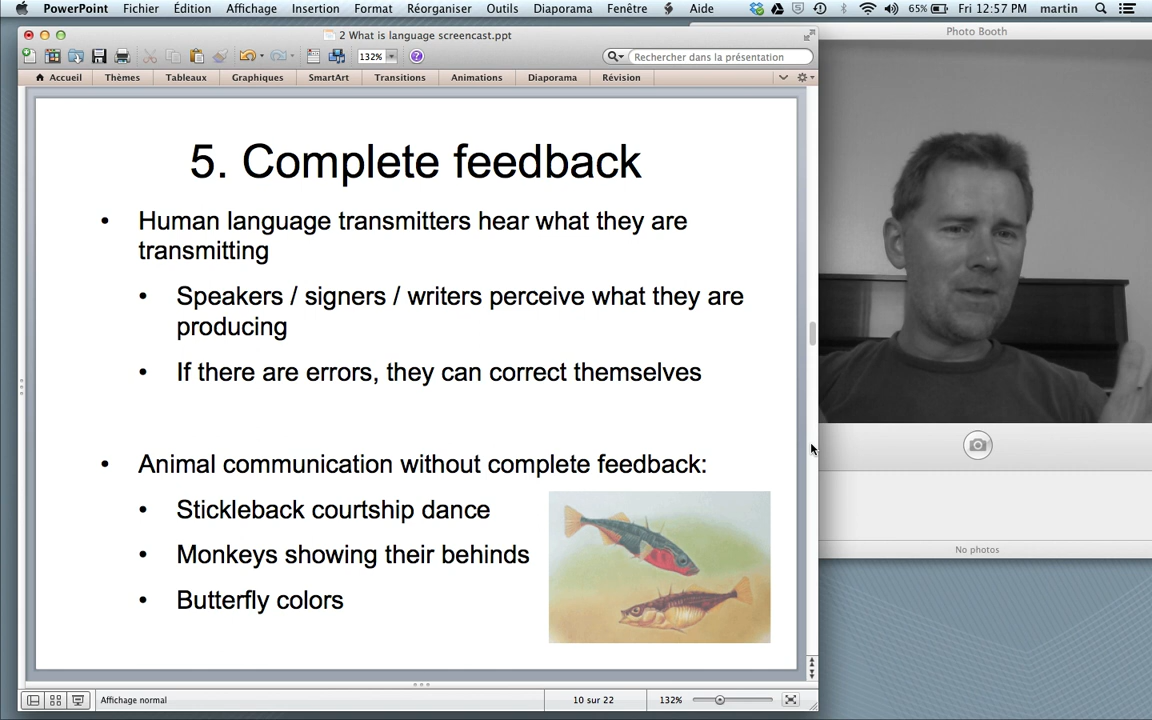 PowerPoint Fichier Édition Affichage Insertion Format Réorganiser Outils Diaporama Fenêtre Aide 65% Fri 12:57 PM martin
Photo Booth
2 What is language screencast.ppt
132% Rechercher dans la présentation
Accueil Thèmes Tableaux Graphiques SmartArt Transitions Animations Diaporama Révision
5. Complete feedback
• Human language transmitters hear what they are
transmitting
• Speakers / signers / writers perceive what they are
producing
• If there are errors, they can correct themselves
• Animal communication without complete feedback:
• Stickleback courtship dance
• Monkeys showing their behinds
• Butterfly colors
No photos
Affichage normal 10 sur 22 132%